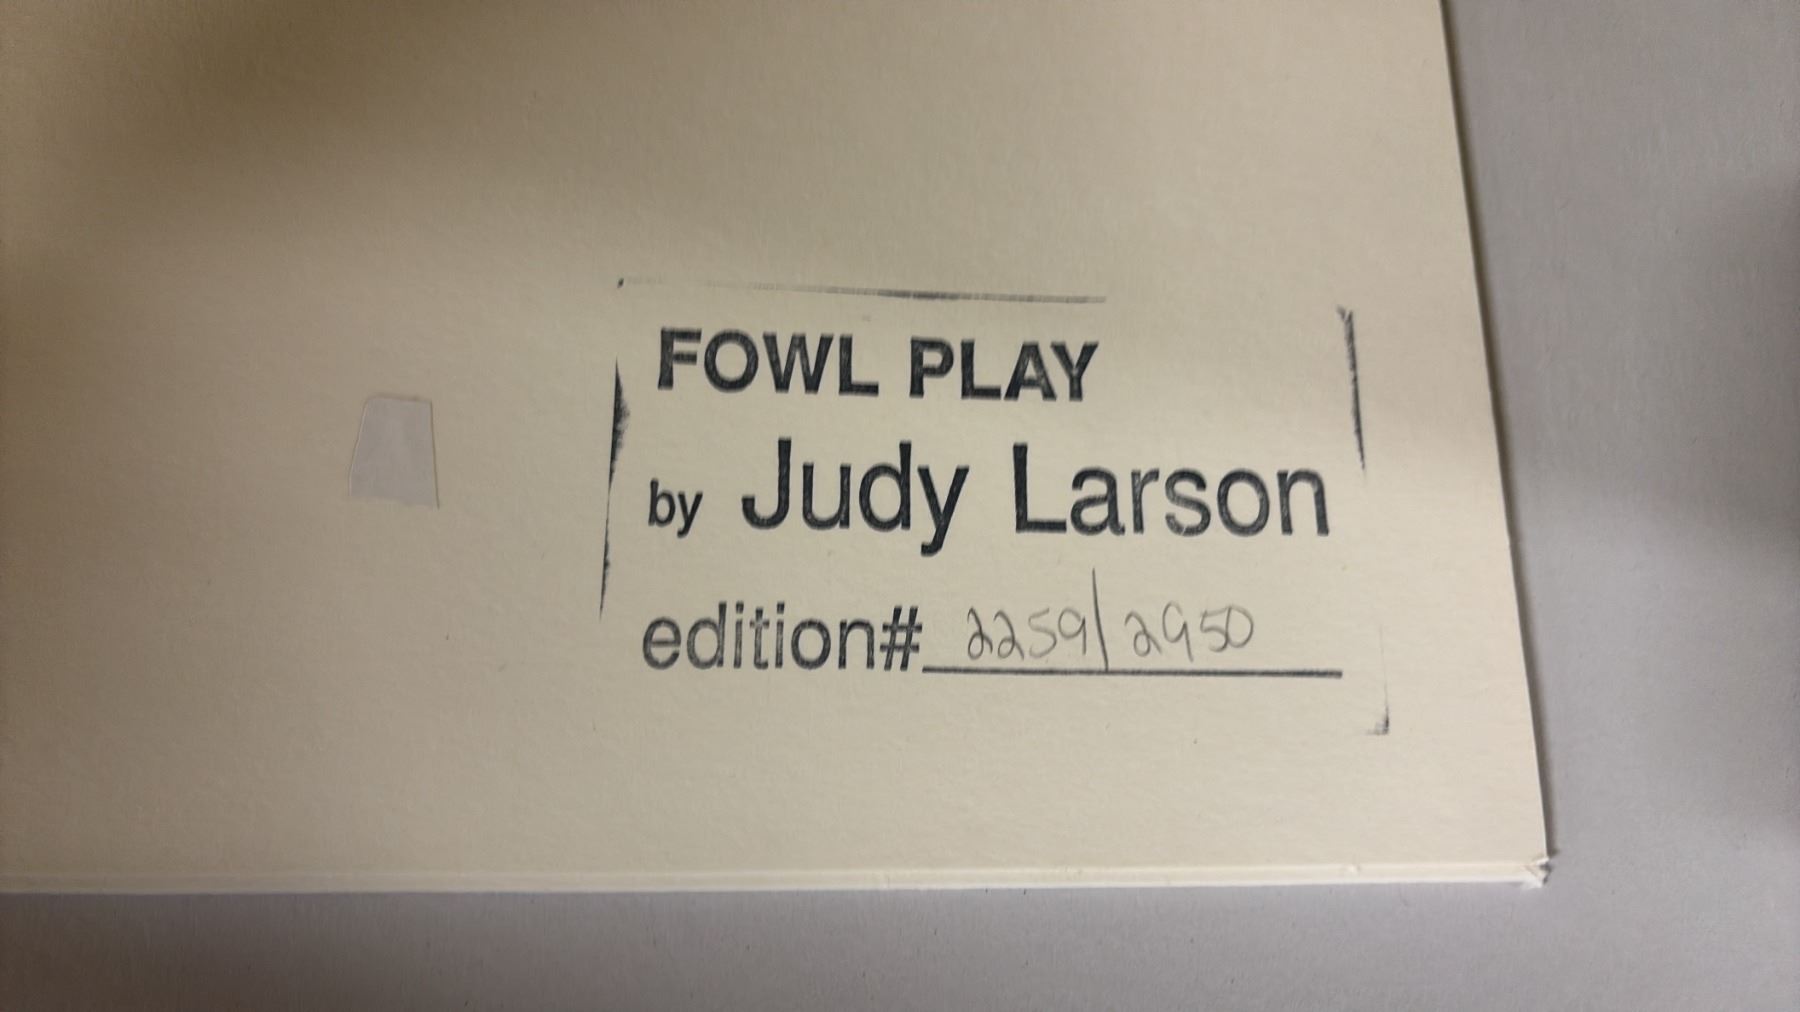 FOWL PLAY
by Judy Larson
edition# 2259/2950